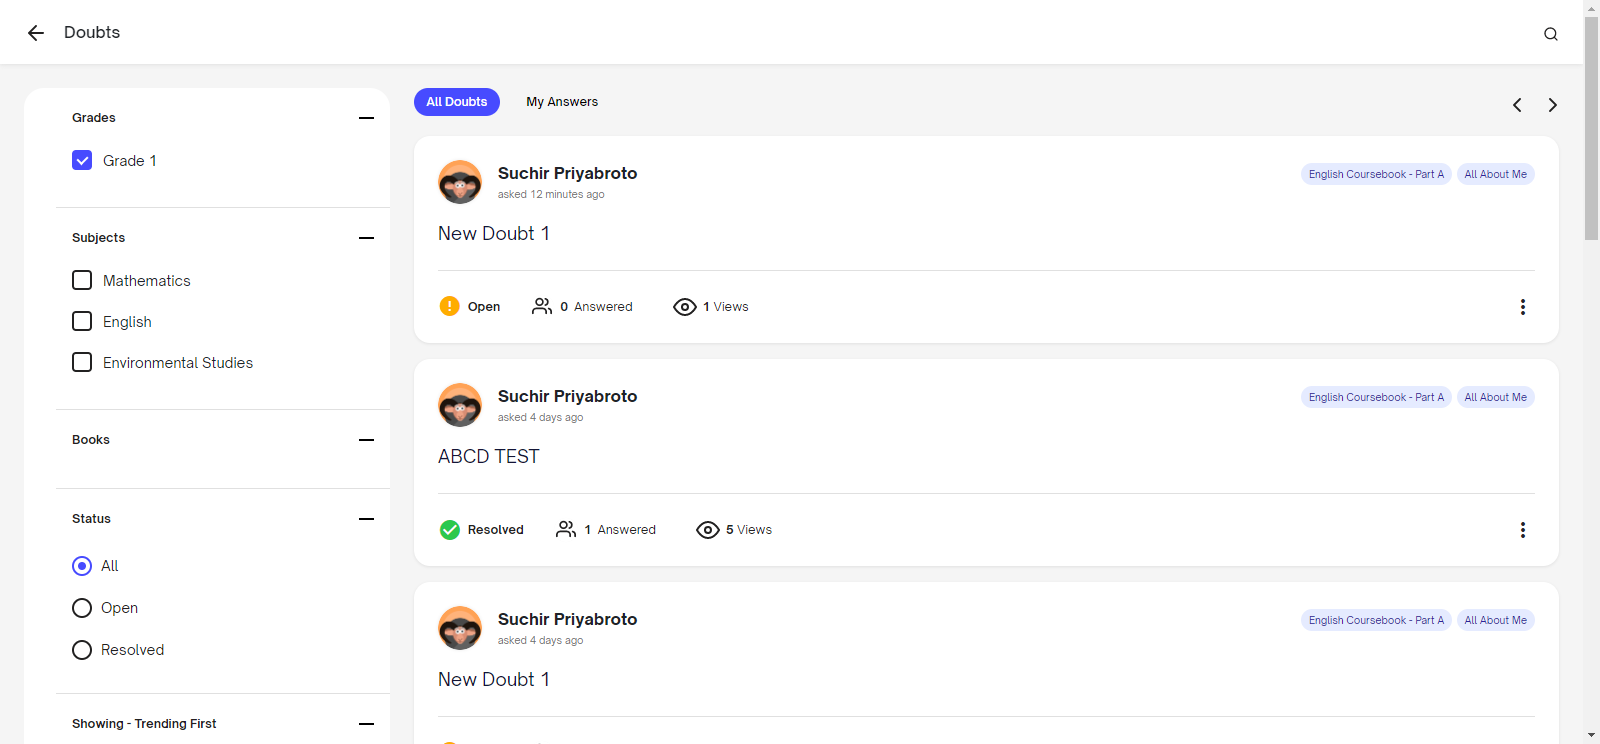 Doubts
Grades
Grade 1
Subjects
Mathematics
English
Environmental Studies
Books
Status
All
Open
Resolved
Showing - Trending First
All Doubts
My Answers
Suchir Priyabroto
asked 12 minutes ago
English Coursebook - Part A
All About Me
New Doubt 1
Open
0 Answered
1 Views
Suchir Priyabroto
asked 4 days ago
English Coursebook - Part A
All About Me
ABCD TEST
Resolved
1 Answered
5 Views
Suchir Priyabroto
asked 4 days ago
English Coursebook - Part A
All About Me
New Doubt 1